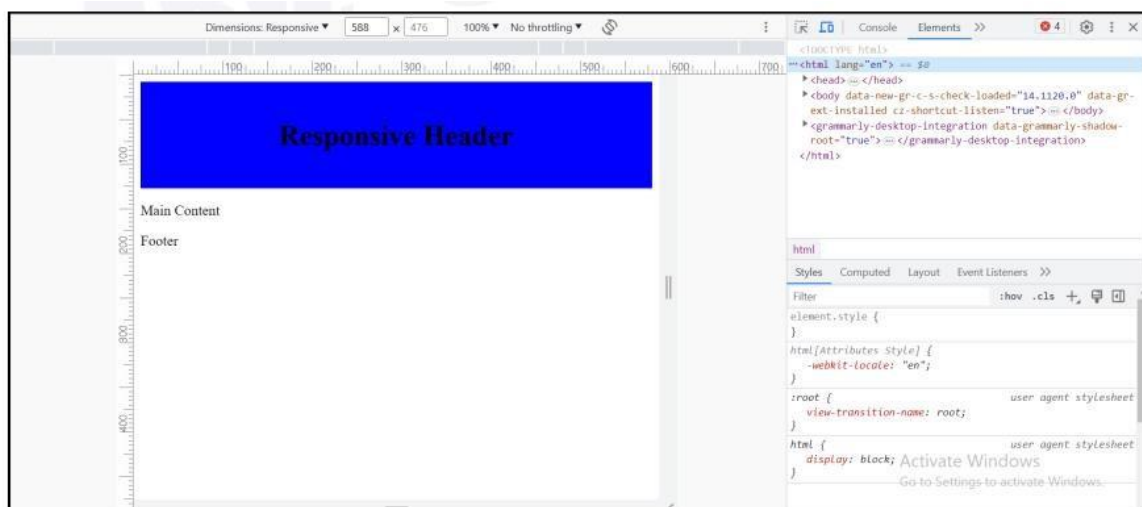 Dimensions: Responsive ▼ 588 × 476 100% ▼ No throttling ▼
100 200 300 400 500 600 700
Responsive Header
Main Content
Footer
100
200
300
400
Console Elements >> 4
<!DOCTYPE html>
···<html lang="en"> == $0
▶<head> ⋯ </head>
▶<body data-new-gr-c-s-check-loaded="14.1120.0" data-gr-
ext-installed cz-shortcut-listen="true"> ⋯ </body>
▶<grammarly-desktop-integration data-grammarly-shadow-
root="true"> ⋯ </grammarly-desktop-integration>
</html>
html
Styles Computed Layout Event Listeners >>
Filter :hov .cls
element.style {
}
html[Attributes Style] {
-webkit-locale: "en";
}
:root { user agent stylesheet
view-transition-name: root;
}
html { user agent stylesheet
display: block;
}
Activate Windows
Go to Settings to activate Windows.